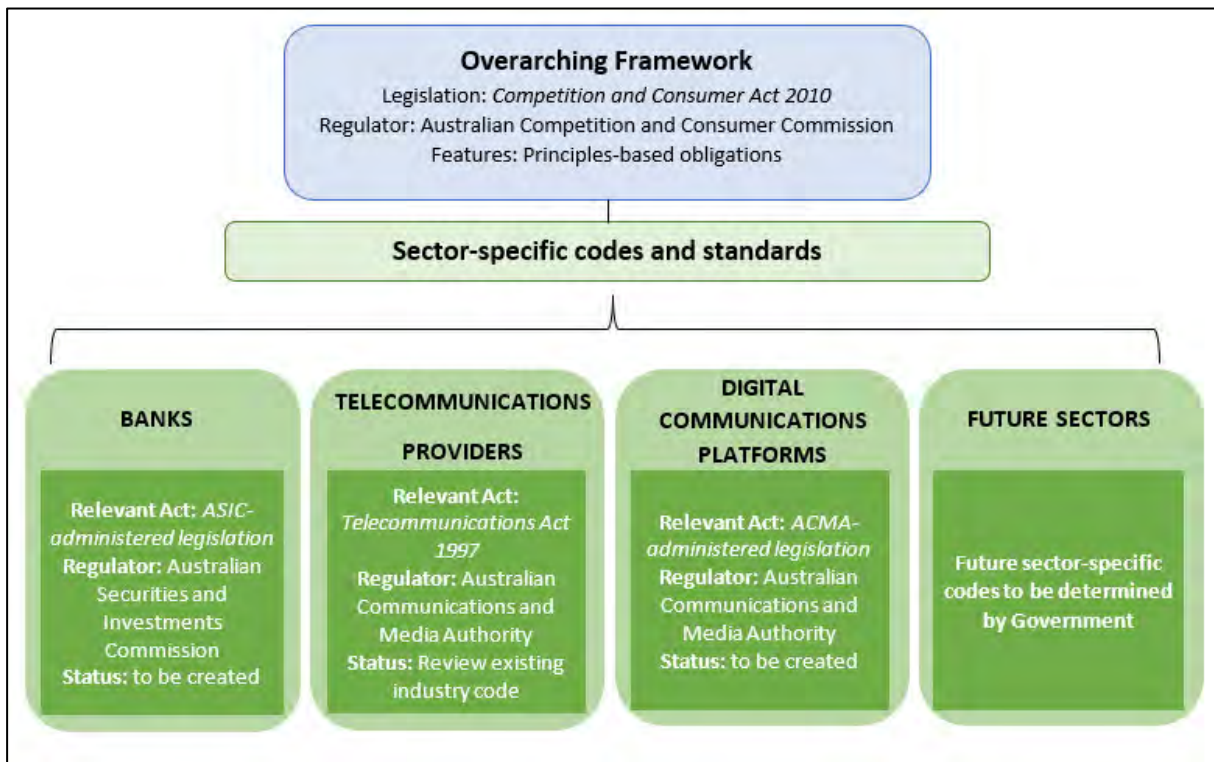 Overarching Framework
Legislation: Competition and Consumer Act 2010
Regulator: Australian Competition and Consumer Commission
Features: Principles-based obligations
Sector-specific codes and standards
BANKS
Relevant Act: ASIC-
administered legislation
Regulator: Australian
Securities and
Investments
Commission
Status: to be created
TELECOMMUNICATIONS
PROVIDERS
Relevant Act:
Telecommunications Act
1997
Regulator: Australian
Communications and
Media Authority
Status: Review existing
industry code
DIGITAL
COMMUNICATIONS
PLATFORMS
Relevant Act: ACMA-
administered legislation
Regulator: Australian
Communications and
Media Authority
Status: to be created
FUTURE SECTORS
Future sector-specific
codes to be determined
by Government